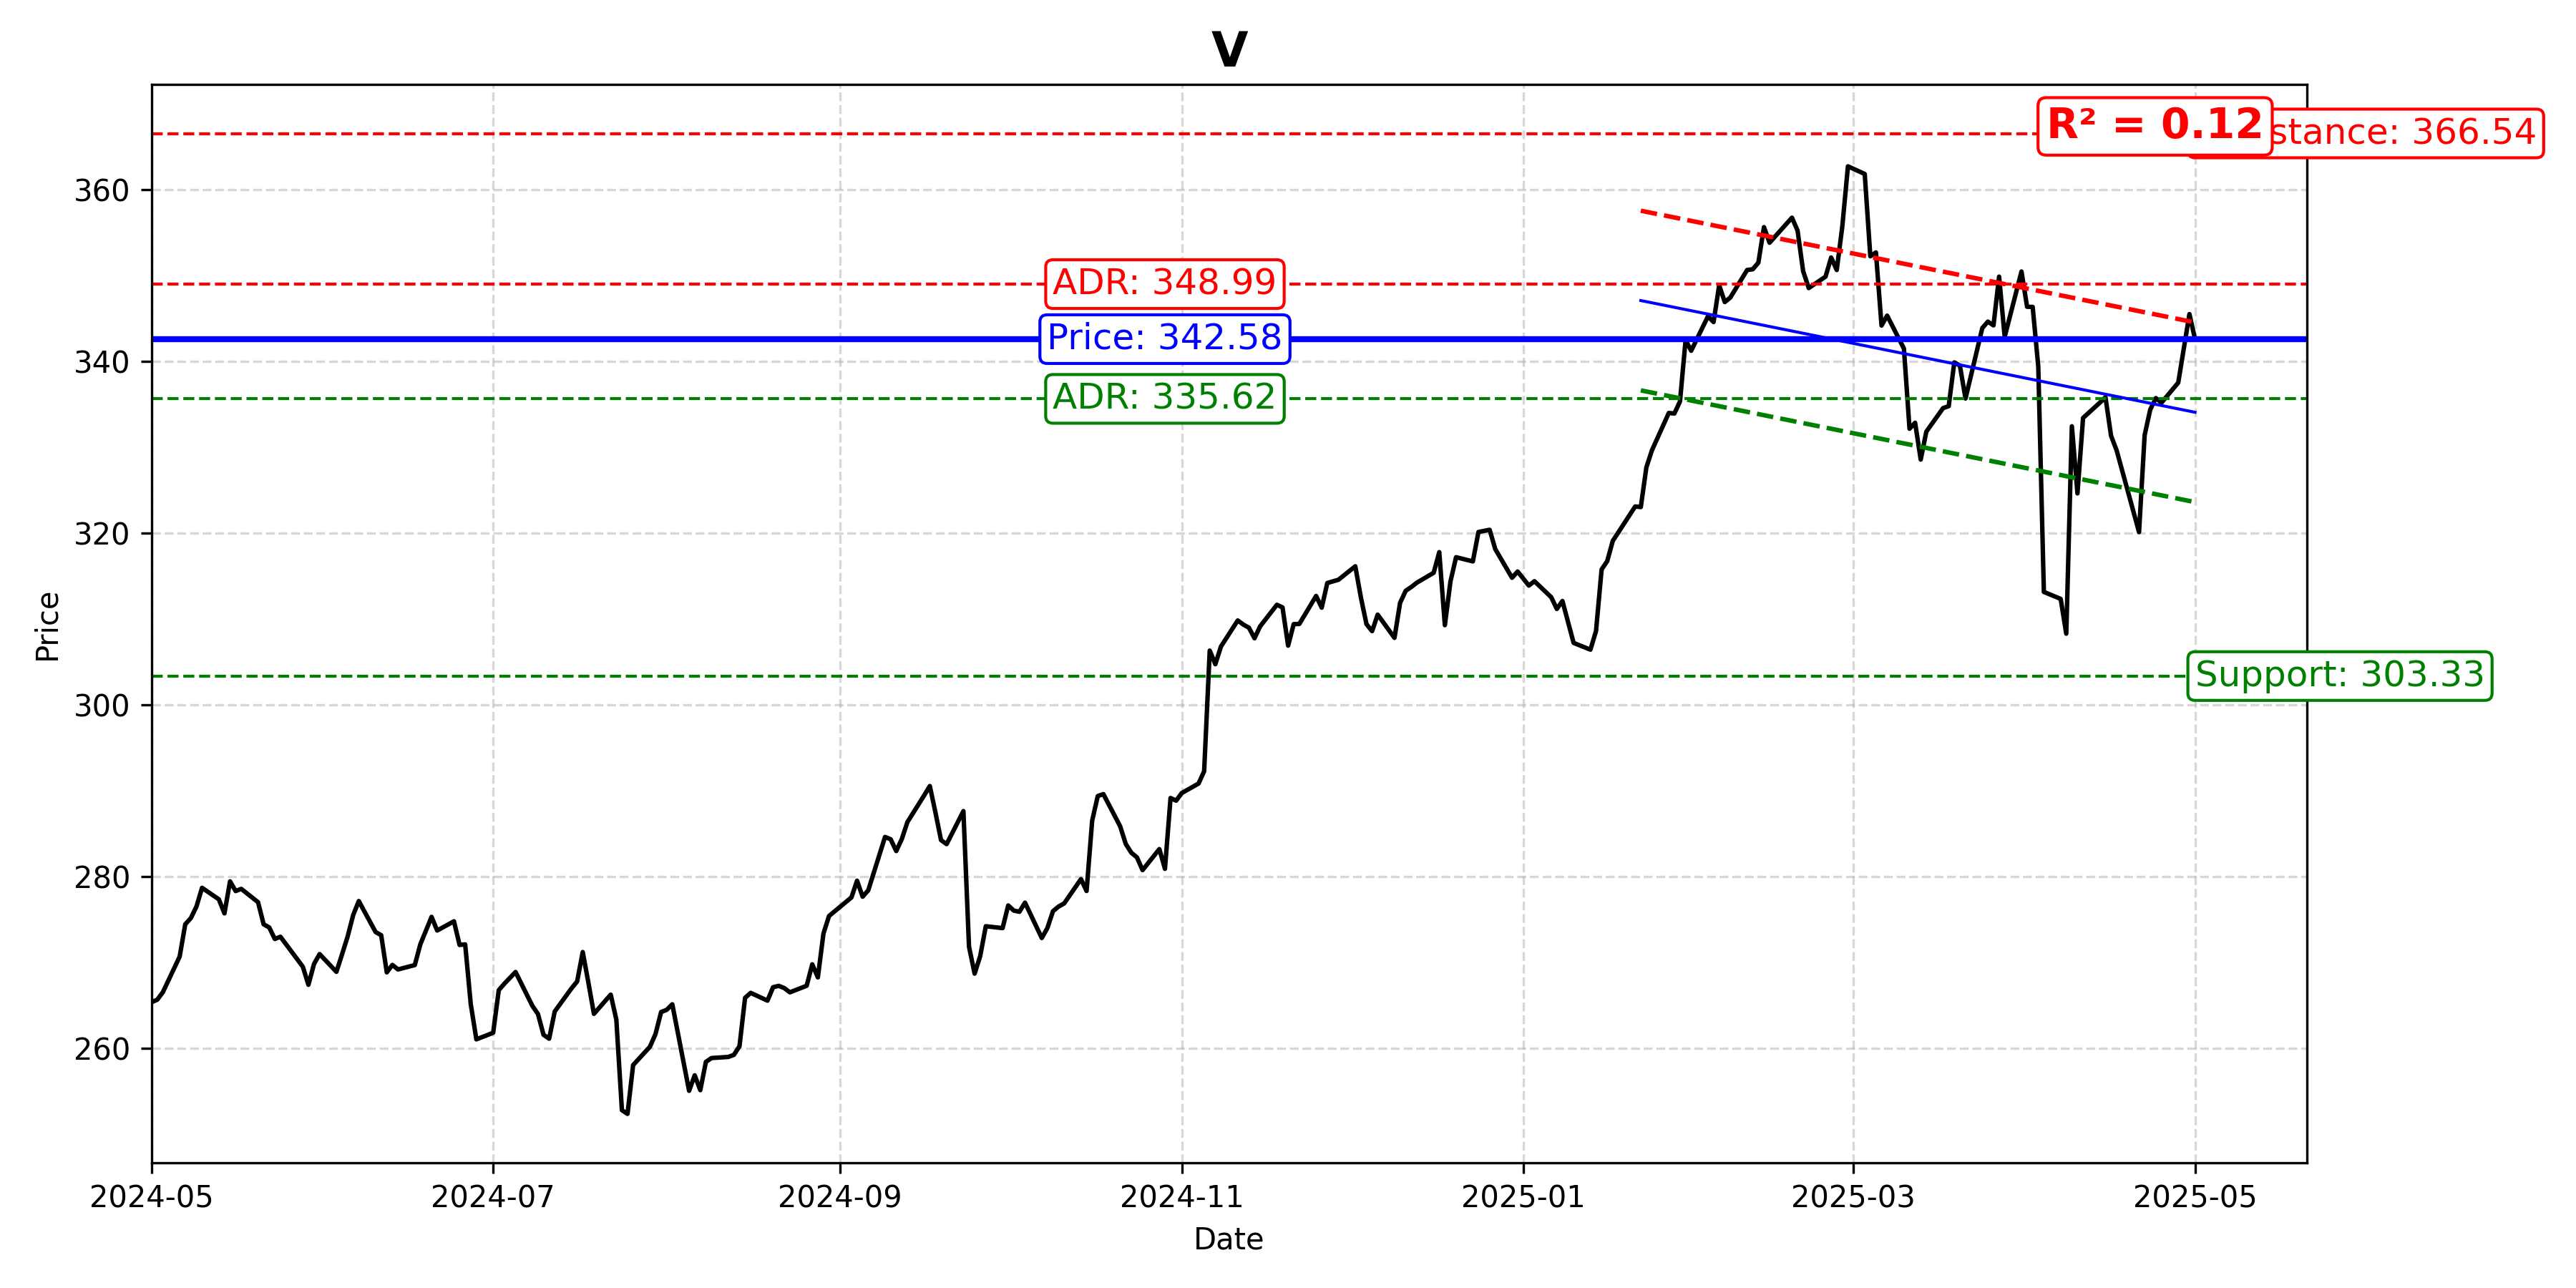 V
R² = 0.12
stance: 366.54
360
ADR: 348.99
Price: 342.58
340
ADR: 335.62
320
Support: 303.33
300
280
260
Price
2024-05
2024-07
2024-09
2024-11
2025-01
2025-03
2025-05
Date